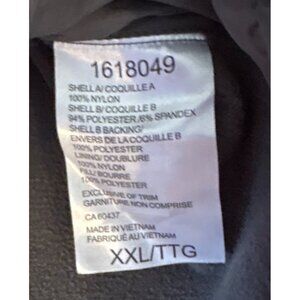 1618049
SHELL A/ COQUILLE A
100% NYLON
SHELL B/ COQUILLE B
94% POLYESTER /6% SPANDEX
SHELL B BACKING/
ENVERS DE LA COQUILLE B
100% POLYESTER
LINING/ DOUBLURE
100% NYLON
FILL/ BOURRE
100% POLYESTER
EXCLUSIVE OF TRIM
GARNITURE NON COMPRISE
CA 60437
MADE IN VIETNAM
FABRIQUÉ AU VIETNAM
XXL/TTG